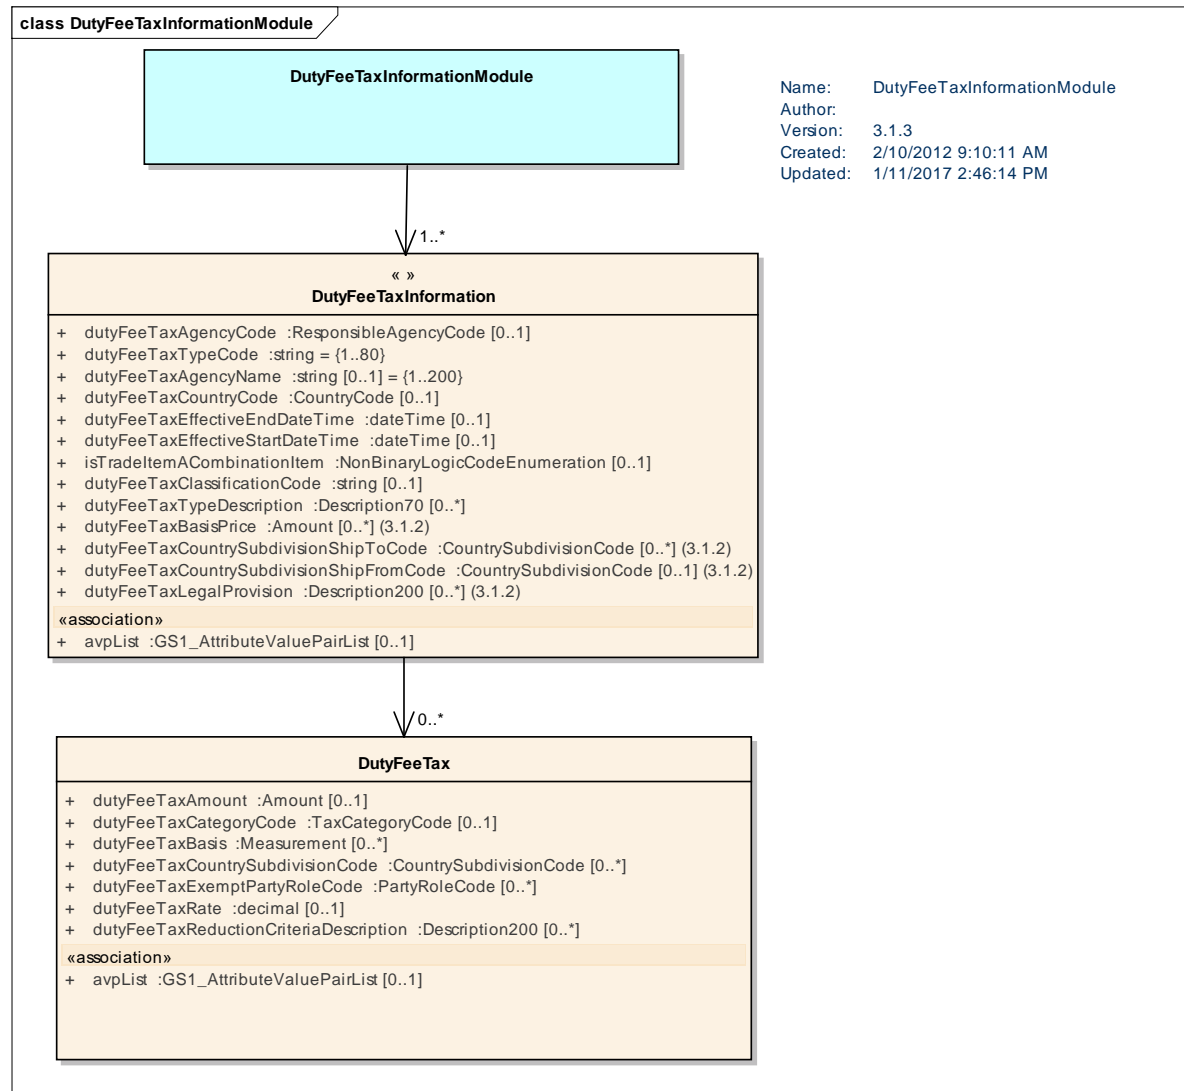 class DutyFeeTaxInformationModule
DutyFeeTaxInformationModule
Name: DutyFeeTaxInformationModule
Author:
Version: 3.1.3
Created: 2/10/2012 9:10:11 AM
Updated: 1/11/2017 2:46:14 PM
1..*
« »
DutyFeeTaxInformation
+ dutyFeeTaxAgencyCode :ResponsibleAgencyCode [0..1]
+ dutyFeeTaxTypeCode :string = {1..80}
+ dutyFeeTaxAgencyName :string [0..1] = {1..200}
+ dutyFeeTaxCountryCode :CountryCode [0..1]
+ dutyFeeTaxEffectiveEndDateTime :dateTime [0..1]
+ dutyFeeTaxEffectiveStartDateTime :dateTime [0..1]
+ isTradeItemACombinationItem :NonBinaryLogicCodeEnumeration [0..1]
+ dutyFeeTaxClassificationCode :string [0..1]
+ dutyFeeTaxTypeDescription :Description70 [0..*]
+ dutyFeeTaxBasisPrice :Amount [0..*] (3.1.2)
+ dutyFeeTaxCountrySubdivisionShipToCode :CountrySubdivisionCode [0..*] (3.1.2)
+ dutyFeeTaxCountrySubdivisionShipFromCode :CountrySubdivisionCode [0..1] (3.1.2)
+ dutyFeeTaxLegalProvision :Description200 [0..*] (3.1.2)
«association»
+ avpList :GS1_AttributeValuePairList [0..1]
0..*
DutyFeeTax
+ dutyFeeTaxAmount :Amount [0..1]
+ dutyFeeTaxCategoryCode :TaxCategoryCode [0..1]
+ dutyFeeTaxBasis :Measurement [0..*]
+ dutyFeeTaxCountrySubdivisionCode :CountrySubdivisionCode [0..*]
+ dutyFeeTaxExemptPartyRoleCode :PartyRoleCode [0..*]
+ dutyFeeTaxRate :decimal [0..1]
+ dutyFeeTaxReductionCriteriaDescription :Description200 [0..*]
«association»
+ avpList :GS1_AttributeValuePairList [0..1]